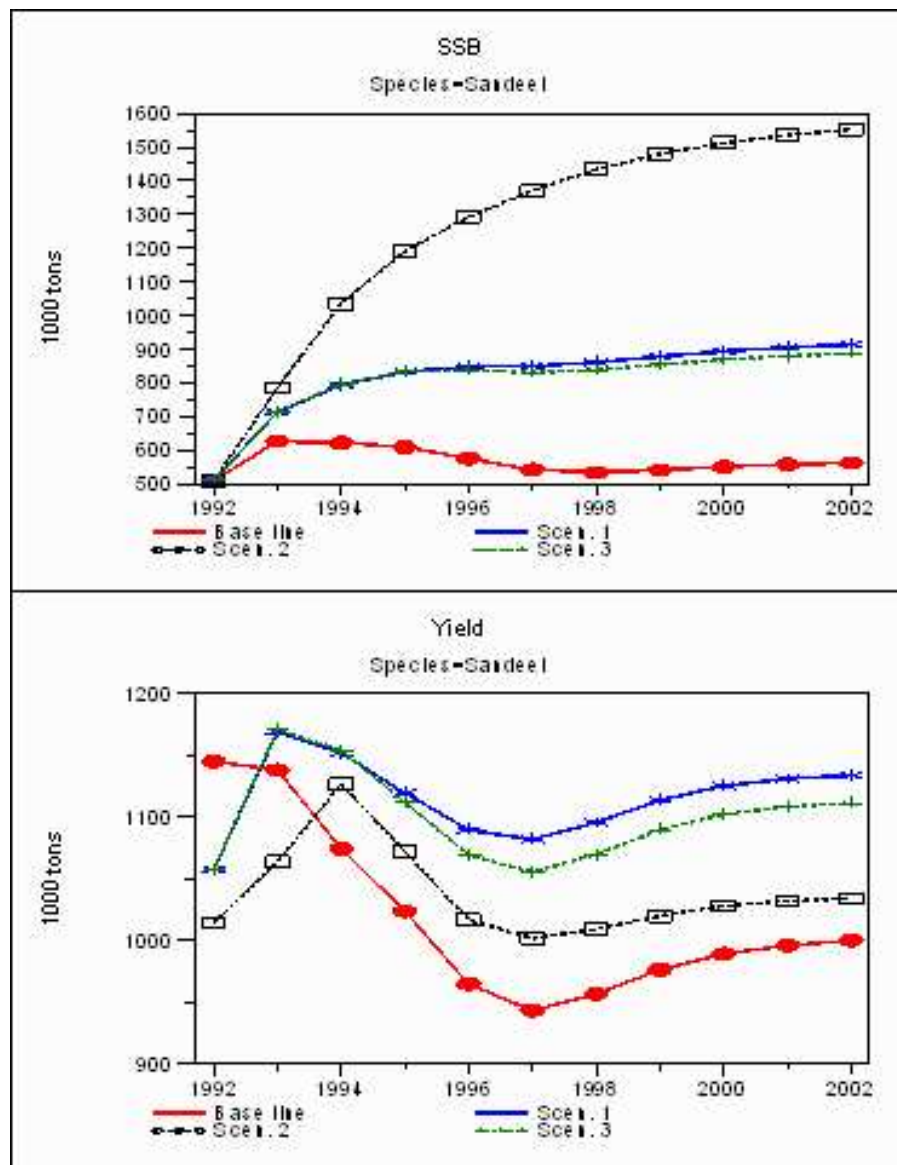 SSB
Species=Sandeel
1600
1500
1400
1300
1200
1100
1000
900
800
700
600
500
1000 tons
1992 1994 1996 1998 2000 2002
Base line Scen. 1
Scen. 2 Scen. 3
Yield
Species=Sandeel
1200
1100
1000
900
1000 tons
1992 1994 1996 1998 2000 2002
Base line Scen. 1
Scen. 2 Scen. 3